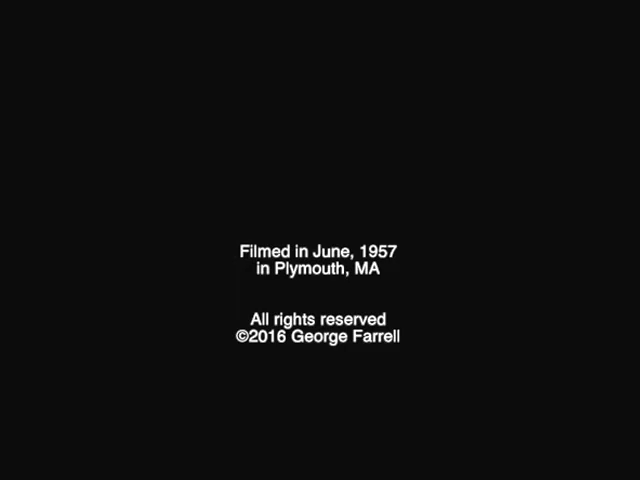 Filmed in June, 1957
in Plymouth, MA
All rights reserved
©2016 George Farrell